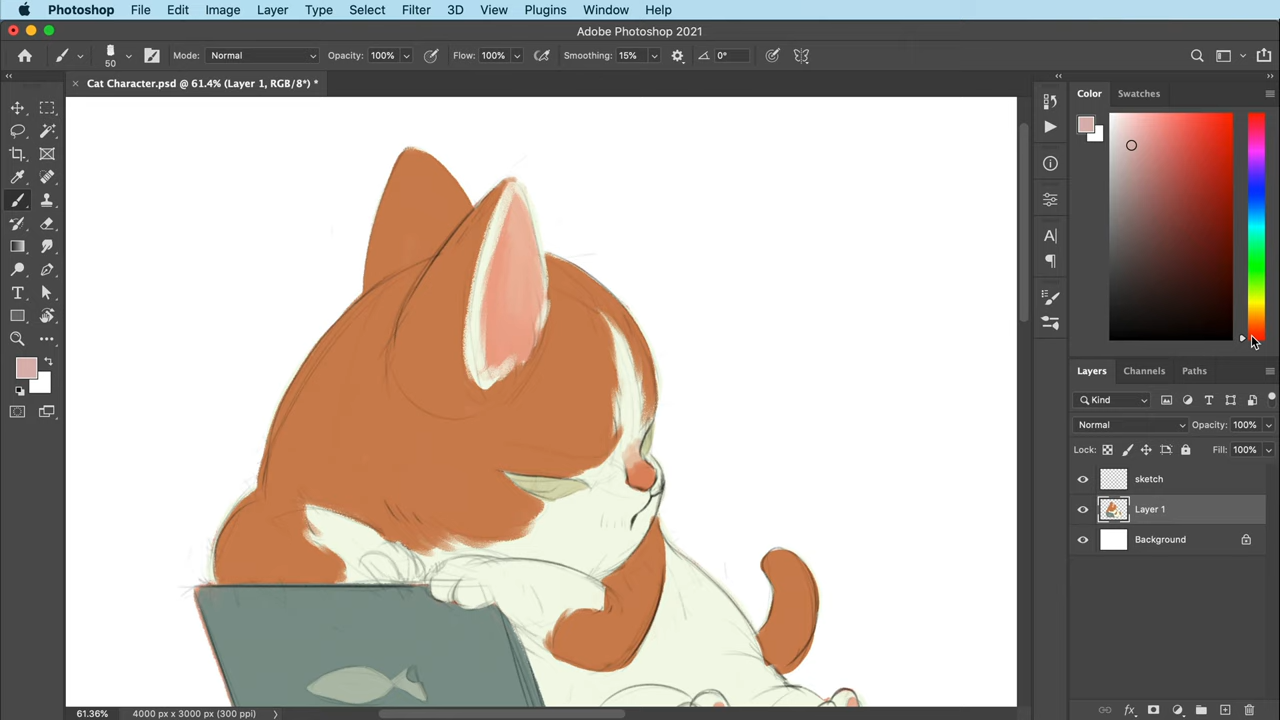 Photoshop File Edit Image Layer Type Select Filter 3D View Plugins Window Help
Adobe Photoshop 2021
50 Mode: Normal Opacity: 100% Flow: 100% Smoothing: 15% 0°
Cat Character.psd @ 61.4% (Layer 1, RGB/8*) *
Color Swatches
Layers Channels Paths
Kind
Normal Opacity: 100%
Lock: Fill: 100%
sketch
Layer 1
Background
61.36% 4000 px x 3000 px (300 ppi)